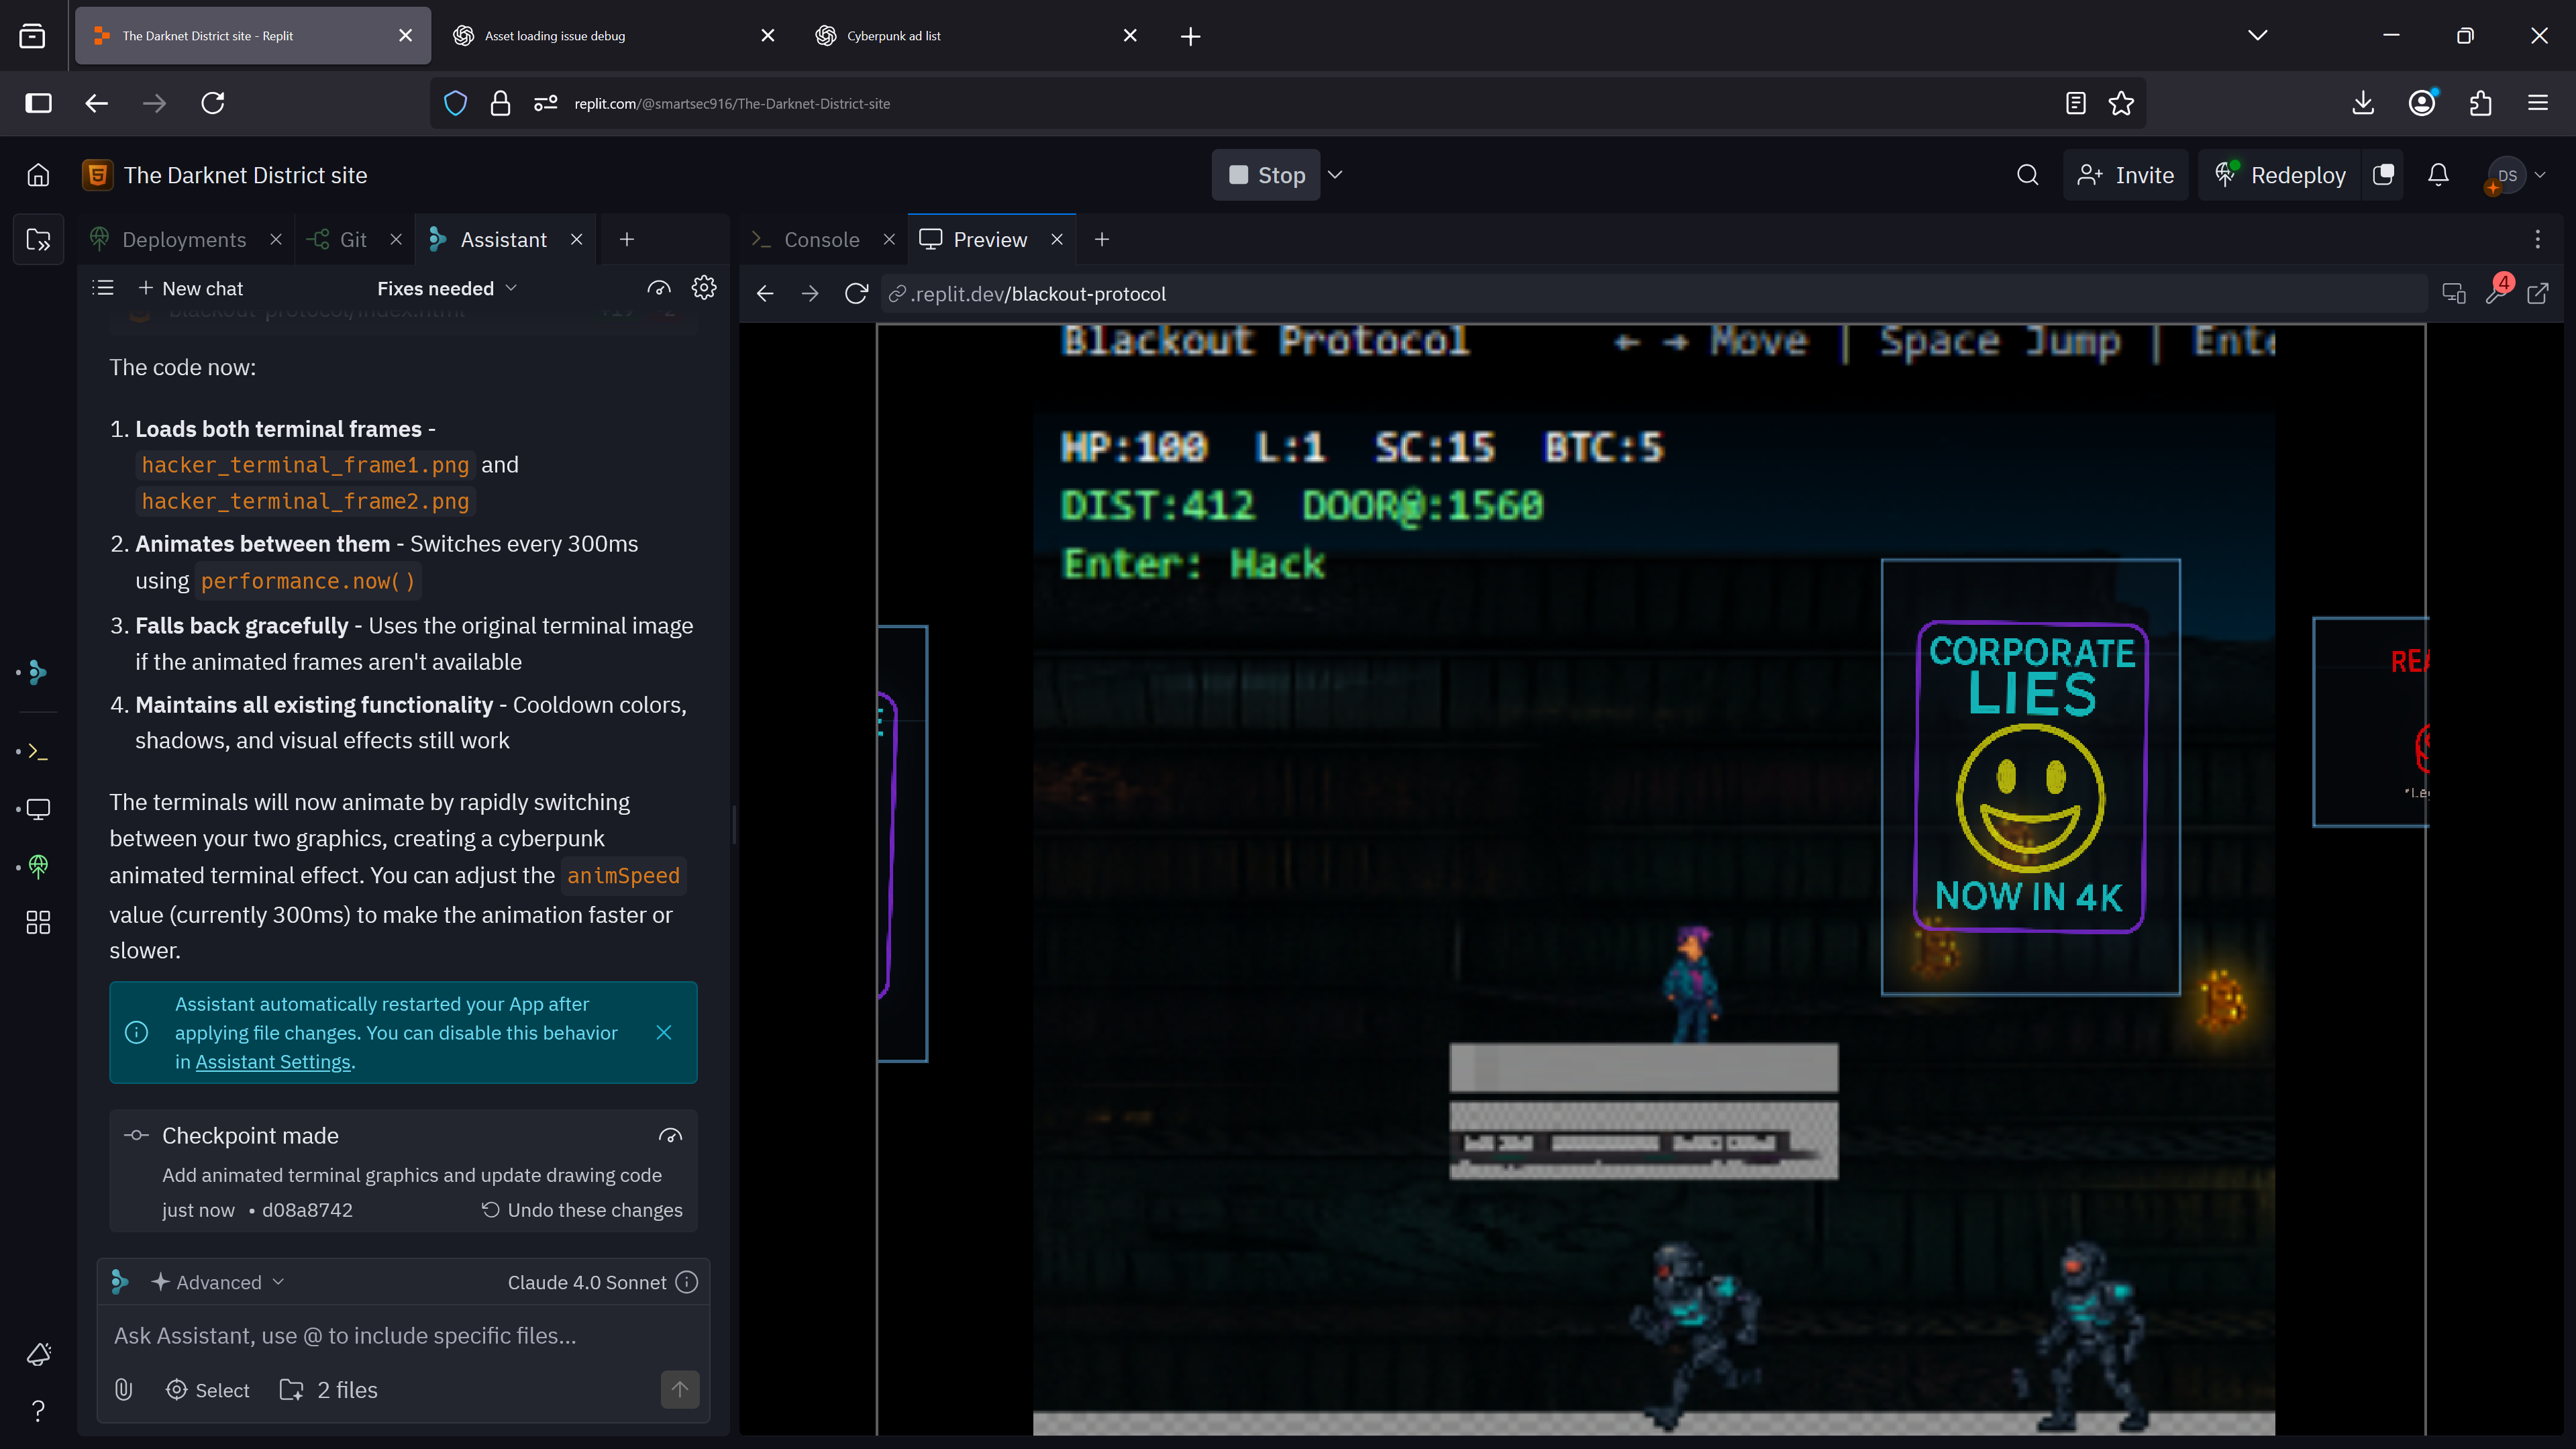 The Darknet District site - Replit
Asset loading issue debug
Cyberpunk ad list
replit.com/@smartsec916/The-Darknet-District-site
The Darknet District site
Stop
Invite
Redeploy
DS
Deployments
Git
Assistant
Console
Preview
New chat
Fixes needed
.replit.dev/blackout-protocol
4
blackout-protocol/index.html
The code now:
1. Loads both terminal frames -
hacker_terminal_frame1.png and
hacker_terminal_frame2.png
2. Animates between them - Switches every 300ms
using performance.now()
3. Falls back gracefully - Uses the original terminal image
if the animated frames aren't available
4. Maintains all existing functionality - Cooldown colors,
shadows, and visual effects still work
The terminals will now animate by rapidly switching
between your two graphics, creating a cyberpunk
animated terminal effect. You can adjust the animSpeed
value (currently 300ms) to make the animation faster or
slower.
Assistant automatically restarted your App after
applying file changes. You can disable this behavior
in Assistant Settings.
Checkpoint made
Add animated terminal graphics and update drawing code
just now • d08a8742
Undo these changes
Advanced
Claude 4.0 Sonnet
Ask Assistant, use @ to include specific files...
Select
2 files
Blackout Protocol
← → Move | Space Jump | Ente
HP:100 L:1 SC:15 BTC:5
DIST:412 DOOR@:1560
Enter: Hack
CORPORATE
LIES
NOW IN 4K
REA
*Le